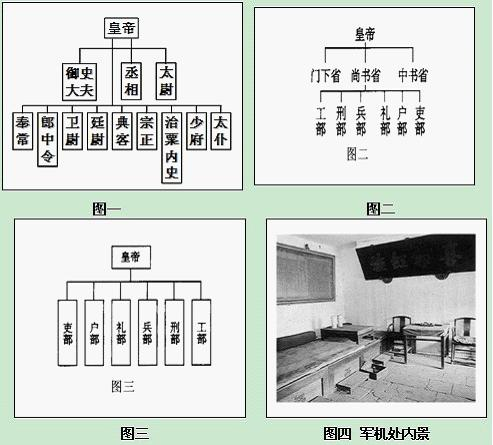 皇帝
御史大夫 丞相 太尉
奉常 郎中令 卫尉 廷尉 典客 宗正 治粟内史 少府 太仆
图一
皇帝
门下省 尚书省 中书省
工部 刑部 兵部 礼部 户部 吏部
图二
图二
皇帝
吏部 户部 礼部 兵部 刑部 工部
图三
图三
图四 军机处内景